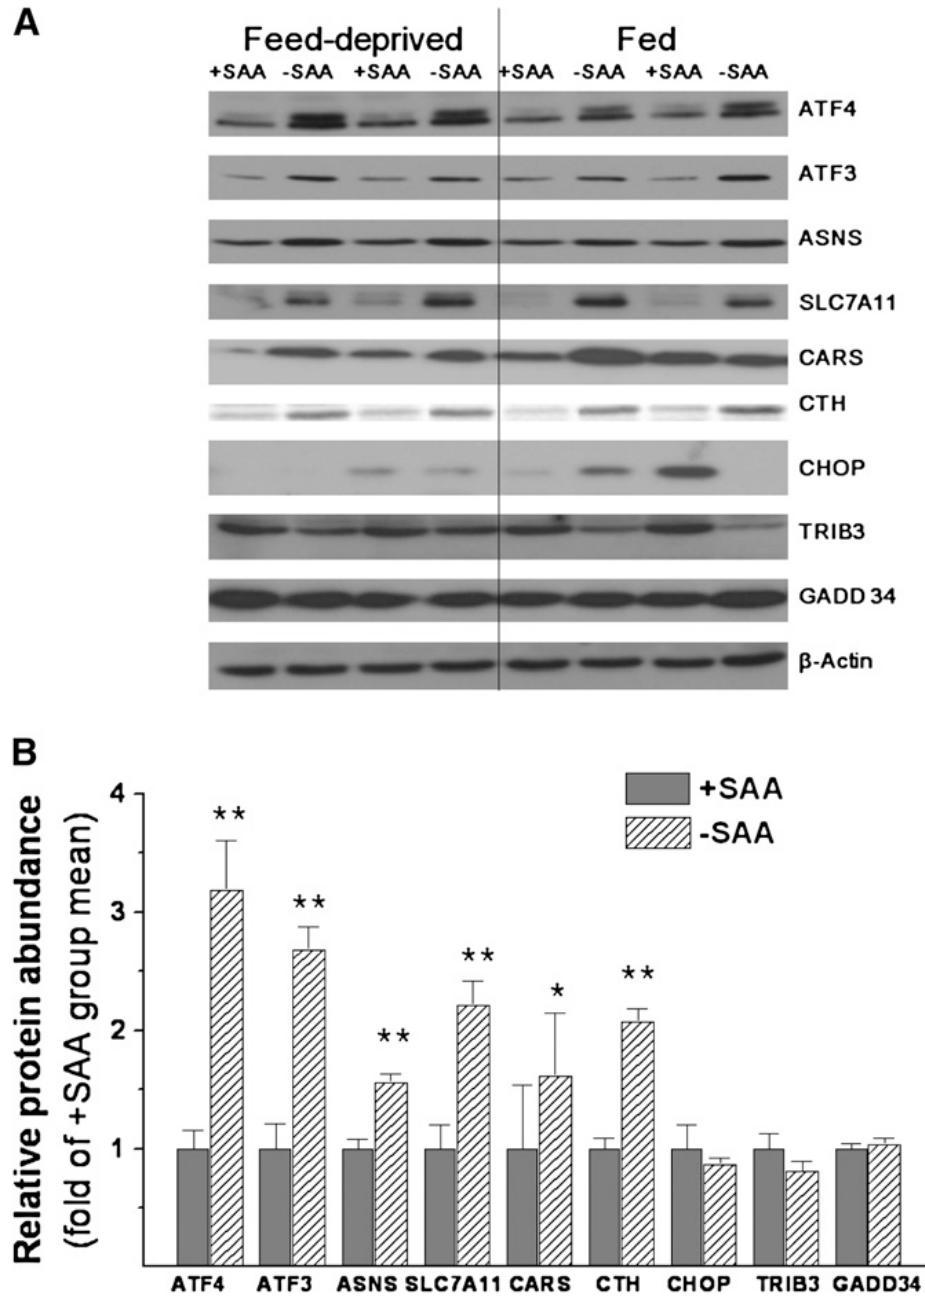 A
Feed-deprived Fed
+SAA -SAA +SAA -SAA +SAA -SAA +SAA -SAA
ATF4
ATF3
ASNS
SLC7A11
CARS
CTH
CHOP
TRIB3
GADD 34
β-Actin
B
Relative protein abundance
(fold of +SAA group mean)
+SAA
-SAA
4
3
2
1
**
**
**
**
*
**
ATF4 ATF3 ASNS SLC7A11 CARS CTH CHOP TRIB3 GADD34